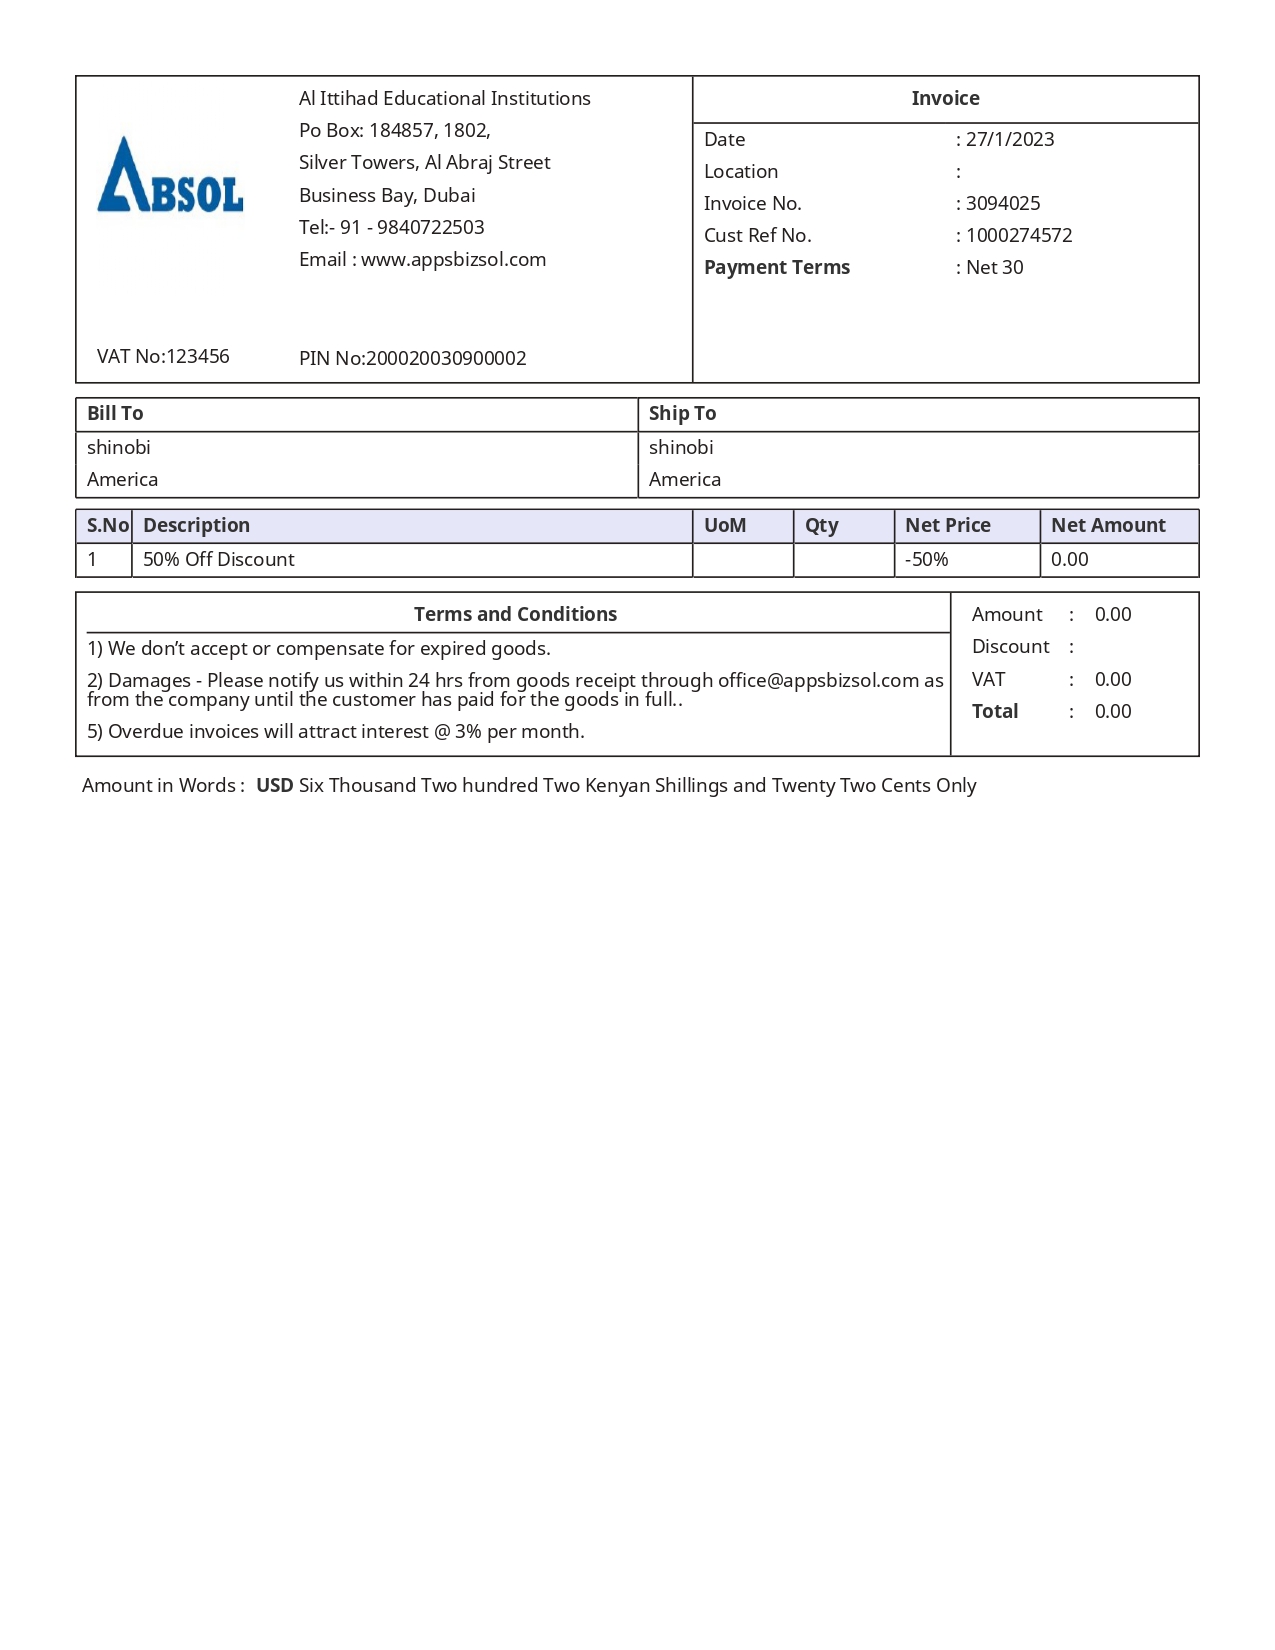 ABSOL
Al Ittihad Educational Institutions
Po Box: 184857, 1802,
Silver Towers, Al Abraj Street
Business Bay, Dubai
Tel:- 91 - 9840722503
Email : www.appsbizsol.com
VAT No:123456 PIN No:200020030900002
Invoice
Date : 27/1/2023
Location :
Invoice No. : 3094025
Cust Ref No. : 1000274572
Payment Terms : Net 30
Bill To Ship To
shinobi shinobi
America America
S.No Description UoM Qty Net Price Net Amount
1 50% Off Discount -50% 0.00
Terms and Conditions
1) We don’t accept or compensate for expired goods.
2) Damages - Please notify us within 24 hrs from goods receipt through office@appsbizsol.com as
from the company until the customer has paid for the goods in full..
5) Overdue invoices will attract interest @ 3% per month.
Amount : 0.00
Discount :
VAT : 0.00
Total : 0.00
Amount in Words : USD Six Thousand Two hundred Two Kenyan Shillings and Twenty Two Cents Only